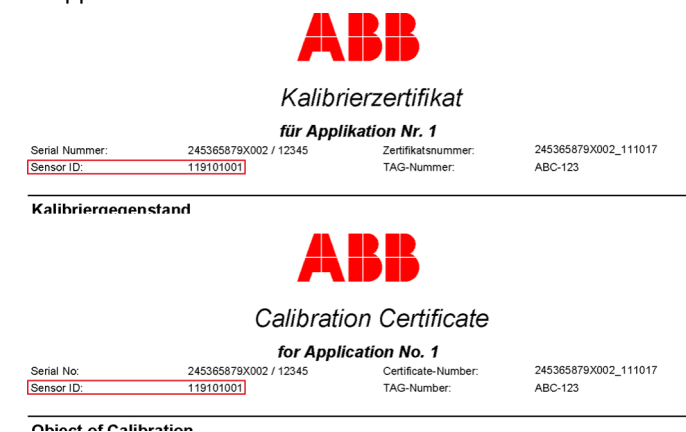 ABB
Kalibrierzertifikat
für Applikation Nr. 1
Serial Nummer: 245365879X002 / 12345 Zertifikatsnummer: 245365879X002_111017
Sensor ID: 119101001 TAG-Nummer: ABC-123
Kalibriergegenstand
ABB
Calibration Certificate
for Application No. 1
Serial No: 245365879X002 / 12345 Certificate-Number: 245365879X002_111017
Sensor ID: 119101001 TAG-Number: ABC-123
Object of Calibration